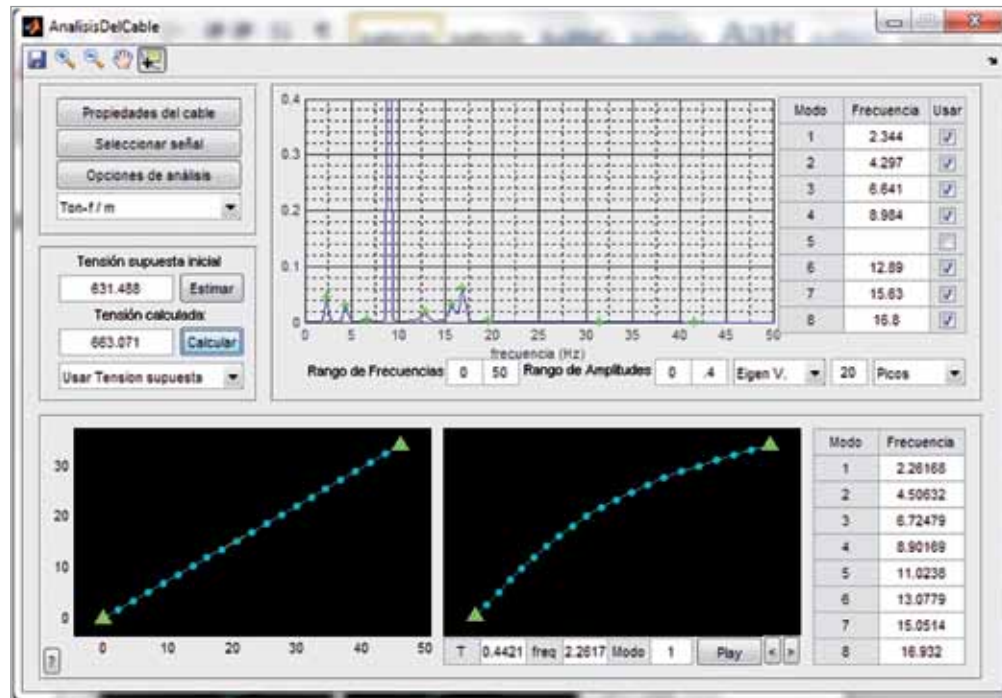 AnalisisDelCable
Propiedades del cable
Seleccionar señal
Opciones de análisis
Ton-f / m
Tensión supuesta inicial
631.488 Estimar
Tensión calculada:
663.071 Calcular
Usar Tension supuesta
0.4
0.3
0.2
0.1
0
0 5 10 15 20 25 30 35 40 45 50
frecuencia (Hz)
Rango de Frecuencias 0 50 Rango de Amplitudes 0 .4 Eigen V. 20 Picos
Modo Frecuencia Usar
1 2.344
2 4.297
3 6.641
4 8.984
5
6 12.89
7 15.63
8 16.8
30
20
10
0
0 10 20 30 40 50
?
T 0.4421 freq 2.2617 Modo 1 Play < >
Modo Frecuencia
1 2.26168
2 4.50632
3 6.72479
4 8.90169
5 11.0238
6 13.0779
7 15.0514
8 16.932